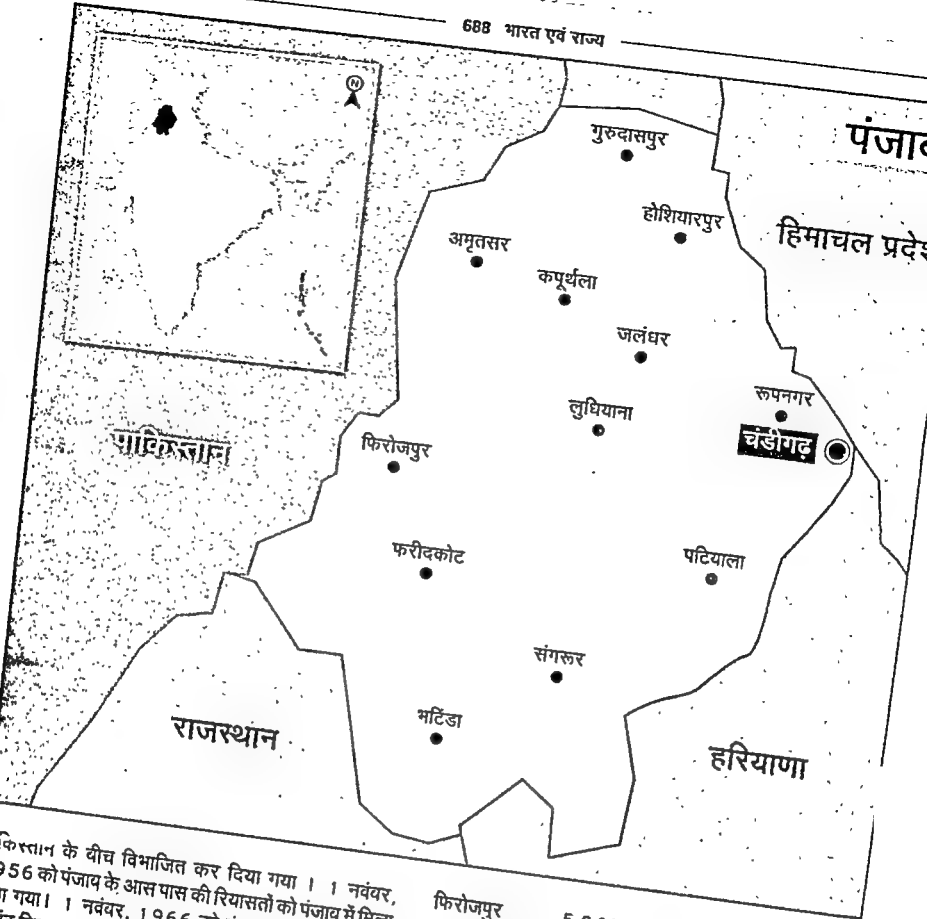 688 भारत एवं राज्य
N
गुरुदासपुर
हिमाचल
होशियारपुर
अमृतसर
कपूर्थला
जलंधर
रूपनगर
लुधियाना
चंडीगढ़
पाकिस्तान
फिरोजपुर
फरीदकोट
पटियाला
संगरूर
भटिंडा
राजस्थान
हरियाणा
के बीच विभाजित कर दिया गया । 1 नवंबर,
956 को पंजाब के आस पास की रियासतों को पंजाब में
गया। 1 नवंबर, 1966
फिरोजपुर